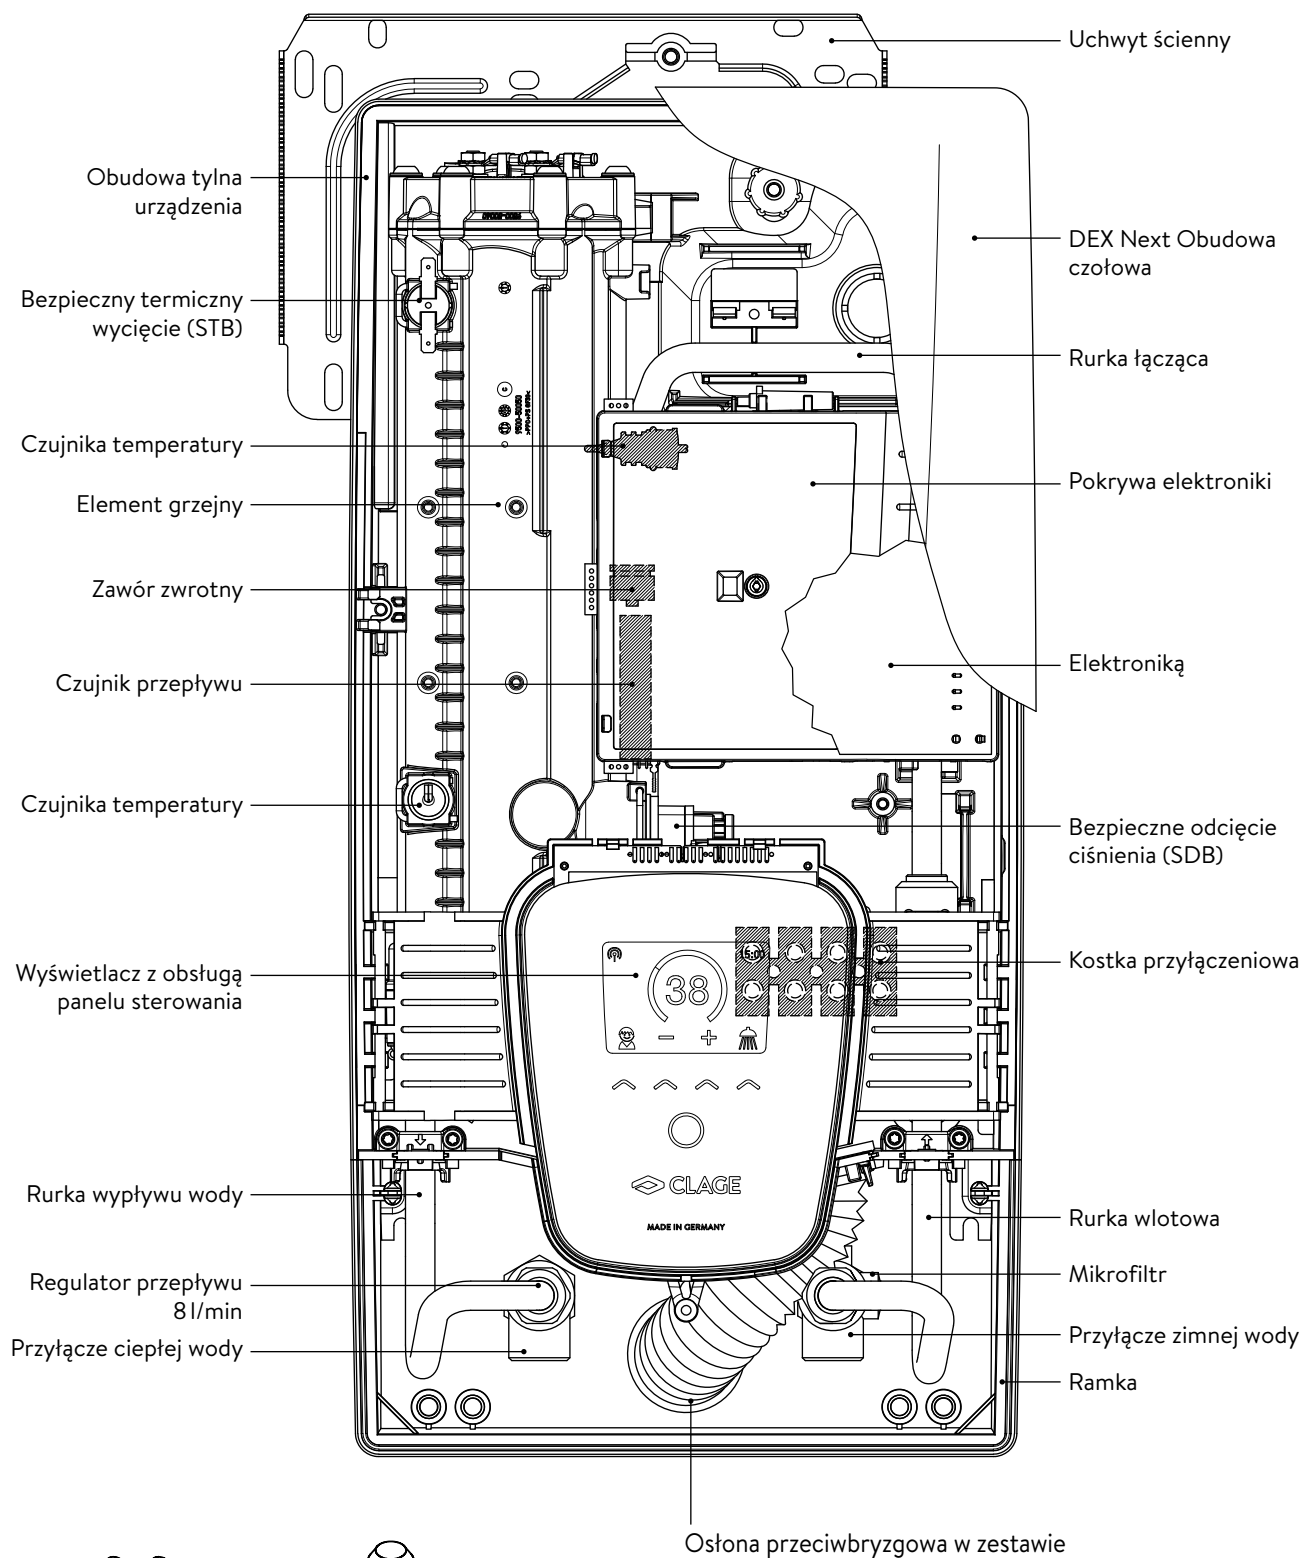 Uchwyt ścienny
Obudowa tylna
urządzenia
DEX Next Obudowa
czołowa
Bezpieczny termiczny
wycięcie (STB)
Rurka łącząca
Czujnika temperatury
Pokrywa elektroniki
Element grzejny
Zawór zwrotny
Elektroniką
Czujnik przepływu
Czujnika temperatury
Bezpieczne odcięcie
ciśnienia (SDB)
15:00
Wyświetlacz z obsługą
panelu sterowania
38
Kostka przyłączeniowa
CLAGE
MADE IN GERMANY
Rurka wypływu wody
Rurka wlotowa
Regulator przepływu
8 l/min
Mikrofiltr
Przyłącze ciepłej wody
Przyłącze zimnej wody
Ramka
Osłona przeciwbryzgowa w zestawie